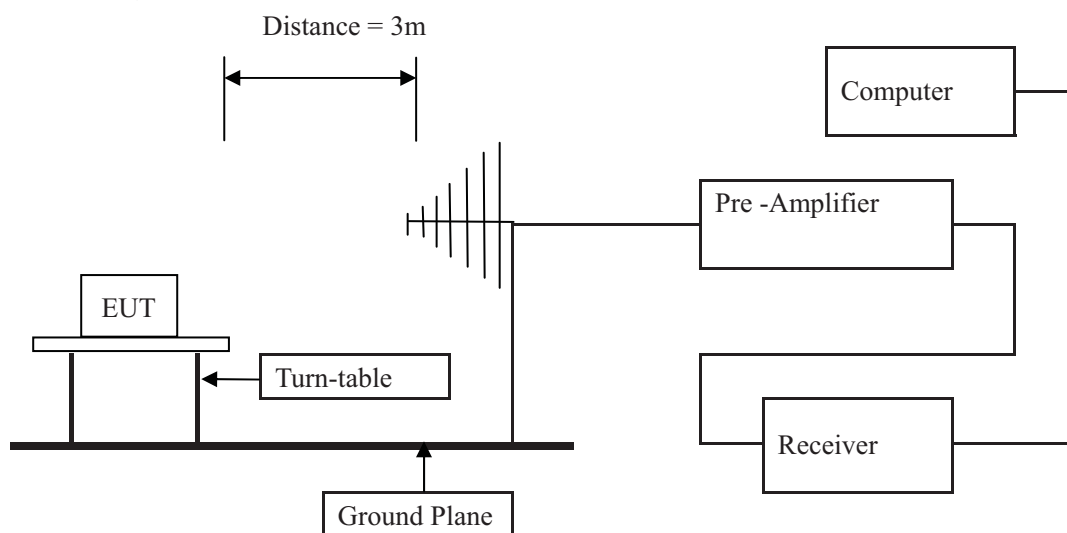 Distance = 3m
Computer
Pre -Amplifier
EUT
Turn-table
Receiver
Ground Plane